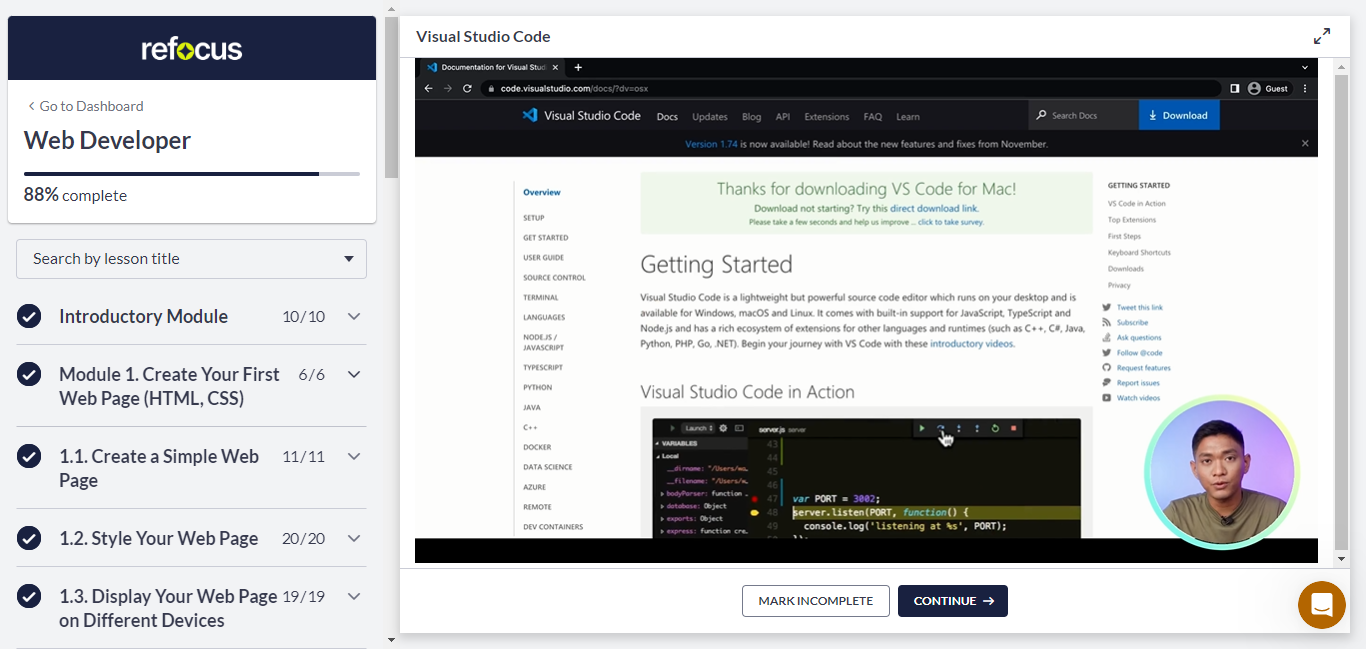 refocus
Go to Dashboard
Web Developer
88% complete
Search by lesson title
Introductory Module 10/10
Module 1. Create Your First 6/6
Web Page (HTML, CSS)
1.1. Create a Simple Web 11/11
Page
1.2. Style Your Web Page 20/20
1.3. Display Your Web Page 19/19
on Different Devices
Visual Studio Code
Documentation for Visual Stud
code.visualstudio.com/docs/?dv=osx
Guest
Visual Studio Code Docs Updates Blog API Extensions FAQ Learn
Search Docs
Download
Version 1.74 is now available! Read about the new features and fixes from November.
Overview
SETUP
GET STARTED
USER GUIDE
SOURCE CONTROL
TERMINAL
LANGUAGES
NODE.JS /
JAVASCRIPT
TYPESCRIPT
PYTHON
JAVA
C++
DOCKER
DATA SCIENCE
AZURE
REMOTE
DEV CONTAINERS
Thanks for downloading VS Code for Mac!
Download not starting? Try this direct download link.
Please take a few seconds and help us improve ... click to take survey.
Getting Started
Visual Studio Code is a lightweight but powerful source code editor which runs on your desktop and is
available for Windows, macOS and Linux. It comes with built-in support for JavaScript, TypeScript and
Node.js and has a rich ecosystem of extensions for other languages and runtimes (such as C++, C#, Java,
Python, PHP, Go, .NET). Begin your journey with VS Code with these introductory videos.
Visual Studio Code in Action
Launch
server.js server
VARIABLES
Local
__dirname: "/Users/
__filename: "/Users/
bodyParser: function
database: Object
exports: Object
express: function cre
43
44
45
46
47 var PORT = 3002;
48 server.listen(PORT, function() {
49 console.log('listening at %s', PORT);
});
GETTING STARTED
VS Code in Action
Top Extensions
First Steps
Keyboard Shortcuts
Downloads
Privacy
Tweet this link
Subscribe
Ask questions
Follow @code
Request features
Report issues
Watch videos
MARK INCOMPLETE
CONTINUE